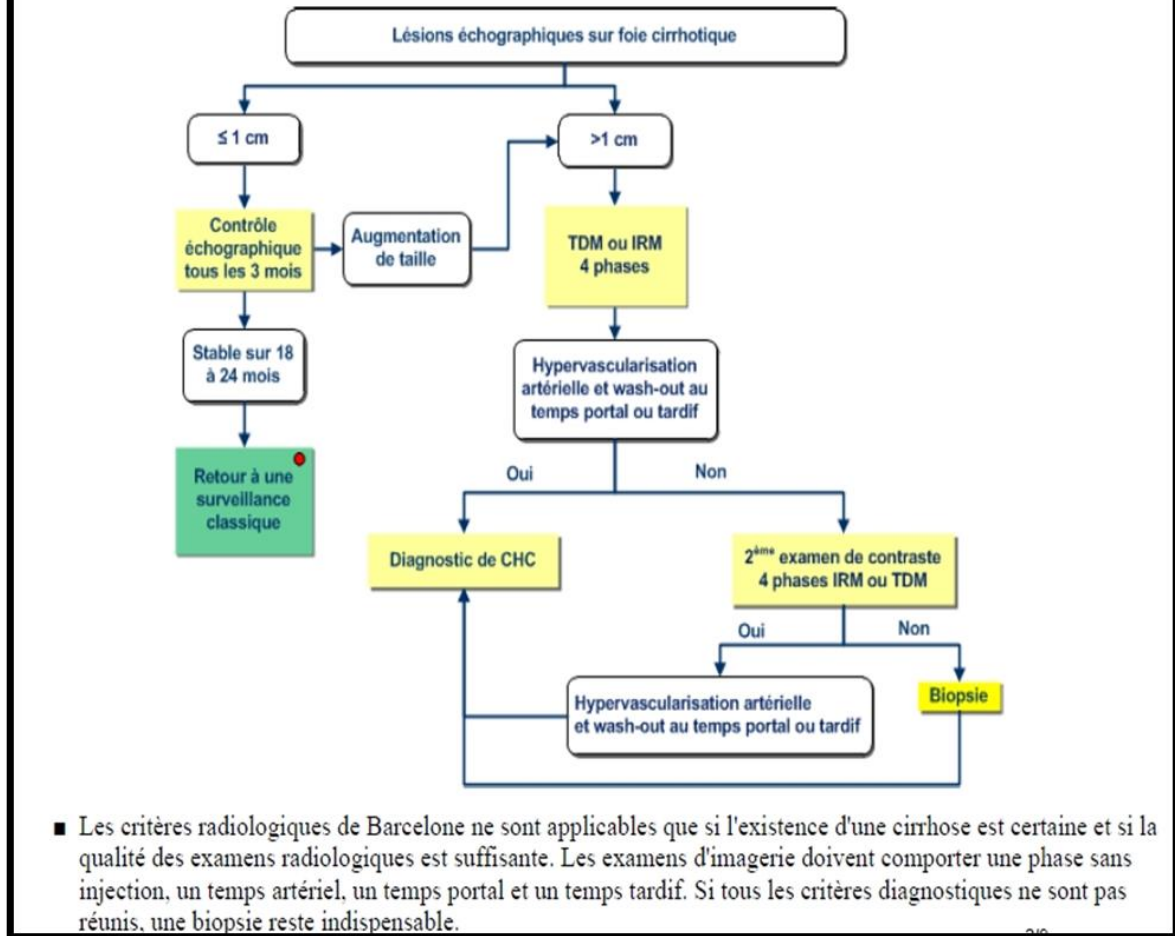 Lésions échographiques sur foie cirrhotique
≤ 1 cm
>1 cm
Contrôle
échographique
tous les 3 mois
Augmentation
de taille
TDM ou IRM
4 phases
Stable sur 18
à 24 mois
Hypervascularisation
artérielle et wash-out au
temps portal ou tardif
Retour à une
surveillance
classique
Oui
Non
Diagnostic de CHC
2ème examen de contraste
4 phases IRM ou TDM
Oui
Non
Hypervascularisation artérielle
et wash-out au temps portal ou tardif
Biopsie
■ Les critères radiologiques de Barcelone ne sont applicables que si l'existence d'une cirrhose est certaine et si la
qualité des examens radiologiques est suffisante. Les examens d'imagerie doivent comporter une phase sans
injection, un temps artériel, un temps portal et un temps tardif. Si tous les critères diagnostiques ne sont pas
réunis, une biopsie reste indispensable.